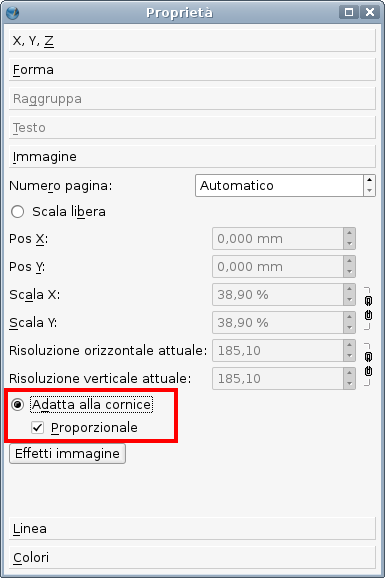 Proprietà
X, Y, Z
Forma
Raggruppa
Testo
Immagine
Numero pagina: Automatico
Scala libera
Pos X: 0,000 mm
Pos Y: 0,000 mm
Scala X: 38,90 %
Scala Y: 38,90 %
Risoluzione orizzontale attuale: 185,10
Risoluzione verticale attuale: 185,10
Adatta alla cornice
Proporzionale
Effetti immagine
Linea
Colori